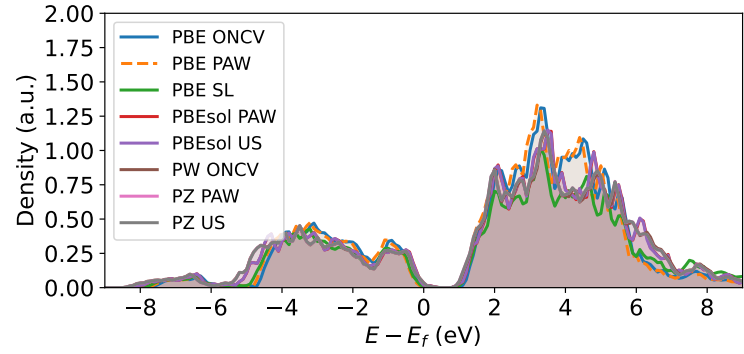 2.00
1.75
1.50
1.25
1.00
0.75
0.50
0.25
0.00
Density (a.u.)
PBE ONCV
PBE PAW
PBE SL
PBEsol PAW
PBEsol US
PW ONCV
PZ PAW
PZ US
−8 −6 −4 −2 0 2 4 6 8
E − E_f (eV)